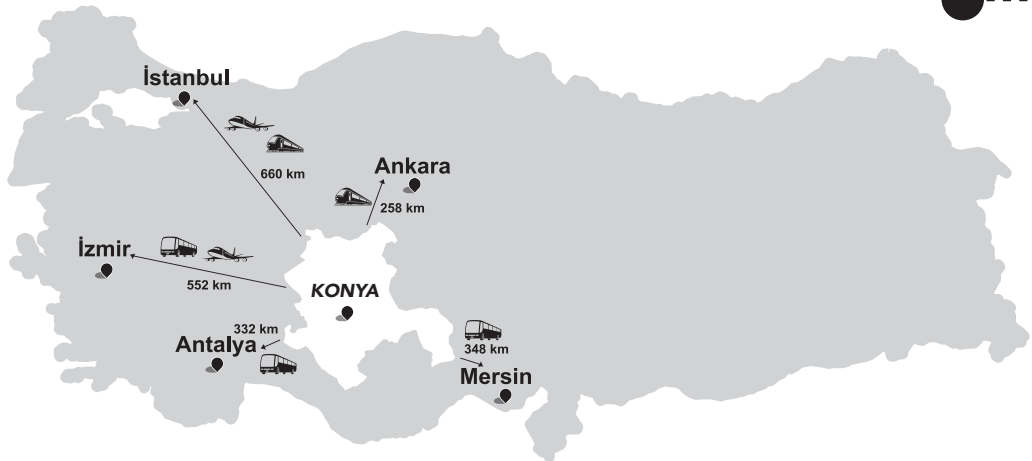 İstanbul
660 km
Ankara
258 km
İzmir
552 km
KONYA
332 km
Antalya
348 km
Mersin